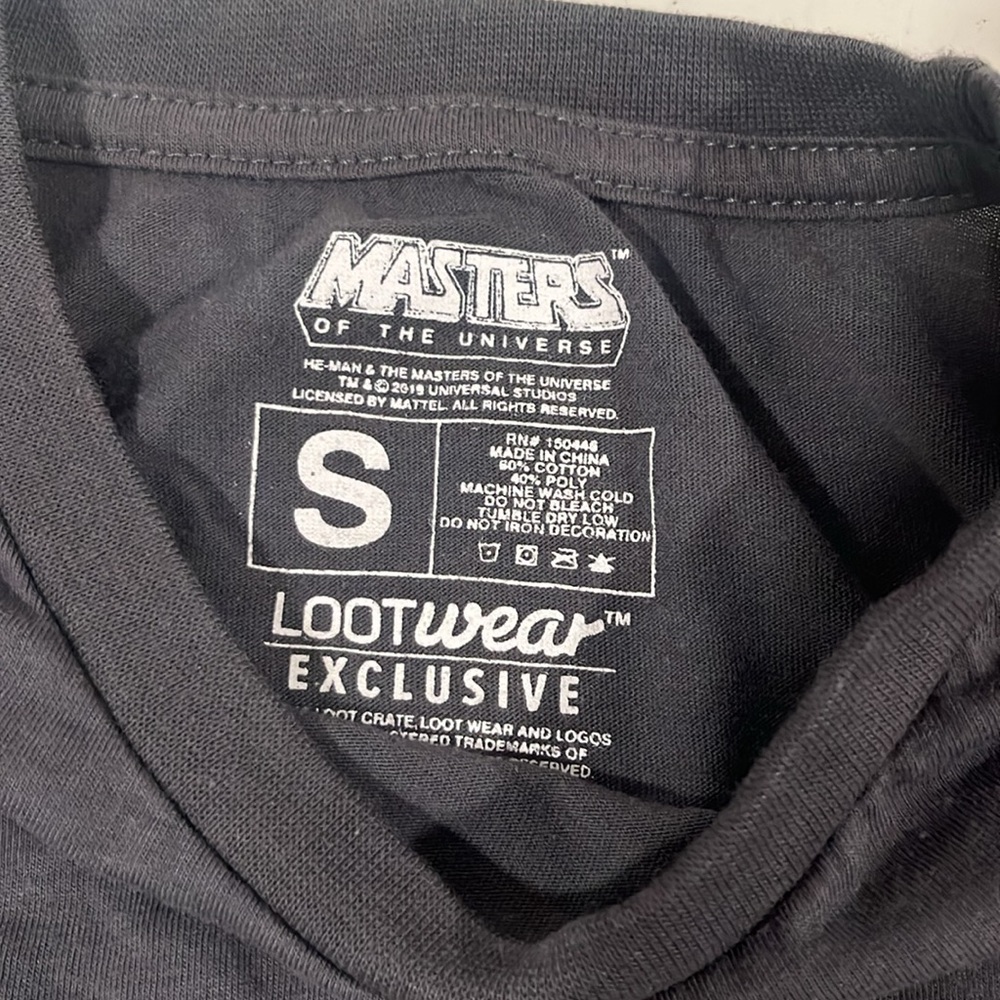 MASTERS™
OF THE UNIVERSE
HE-MAN & THE MASTERS OF THE UNIVERSE
TM & © 2019 UNIVERSAL STUDIOS
LICENSED BY MATTEL. ALL RIGHTS RESERVED.
S
RN# 150446
MADE IN CHINA
60% COTTON
40% POLY
MACHINE WASH COLD
DO NOT BLEACH
TUMBLE DRY LOW
DO NOT IRON DECORATION
LOOTwear™
EXCLUSIVE
LOOT CRATE, LOOT WEAR AND LOGOS
TRADEMARKS OF